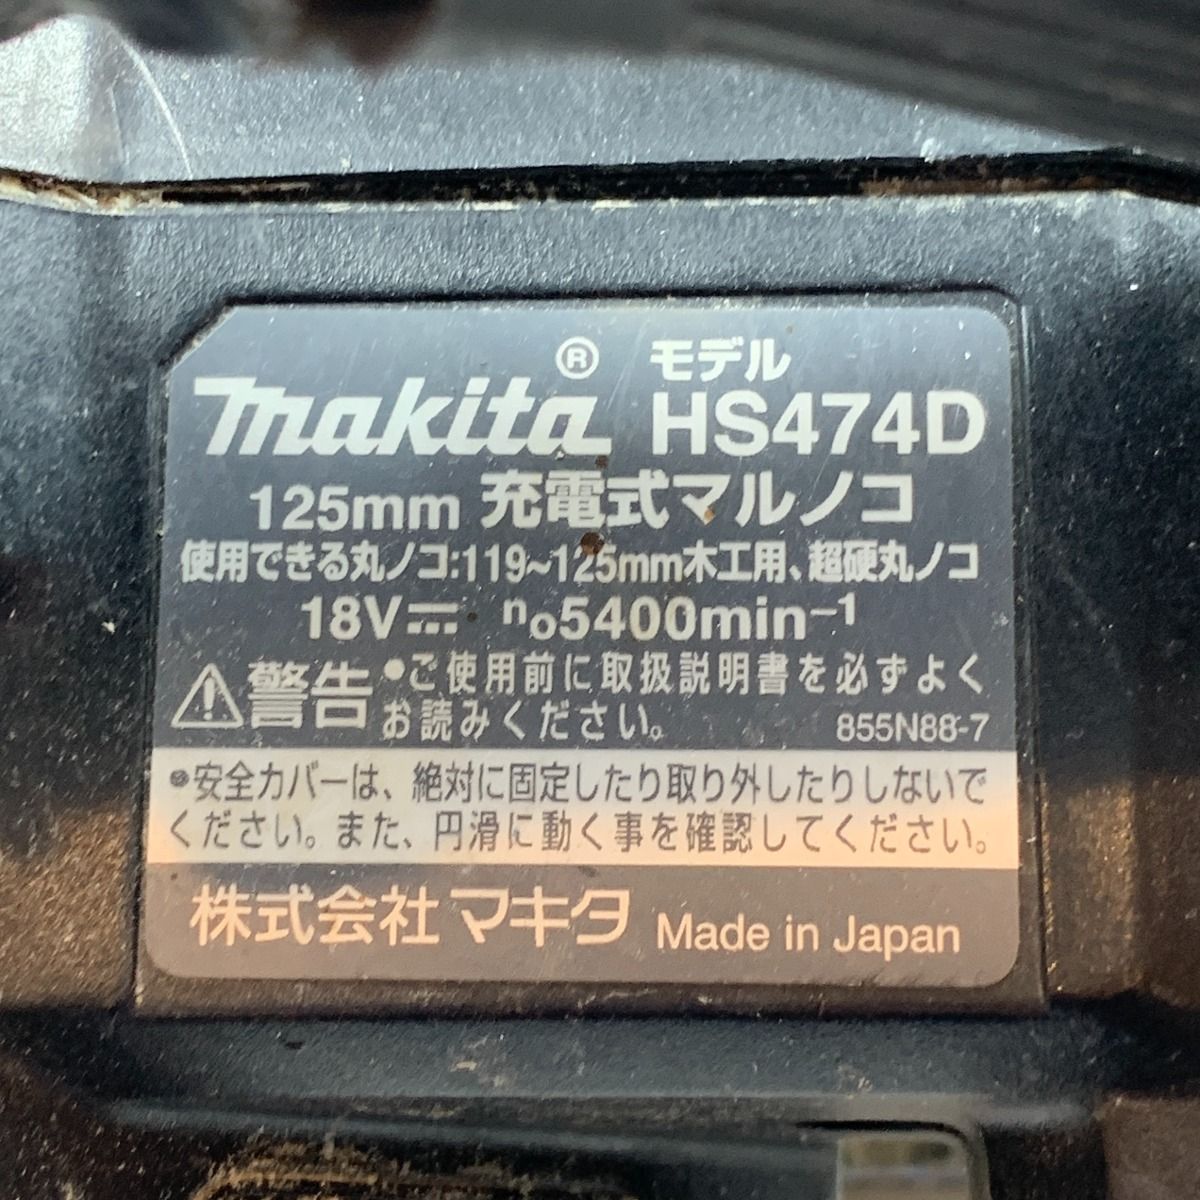 makita® モデル HS474D
125mm 充電式マルノコ
使用できる丸ノコ:119~125mm木工用、超硬丸ノコ
18V⎓ no5400min-1
⚠警告 ●ご使用前に取扱説明書を必ずよく
お読みください。 855N88-7
●安全カバーは、絶対に固定したり取り外したりしないで
ください。また、円滑に動く事を確認してください。
株式会社マキタ Made in Japan